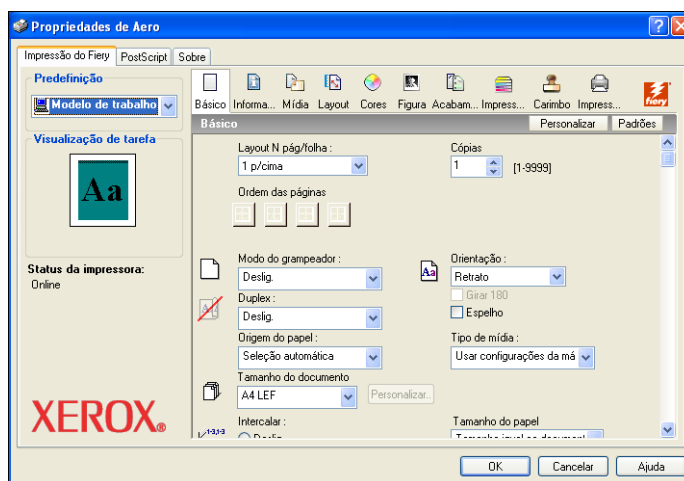 Propriedades de Aero
Impressão do Fiery
PostScript
Sobre
Predefinição
Modelo de trabalho
Visualização de tarefa
Aa
Status da impressora:
Online
XEROX®
Básico
Informa...
Mídia
Layout
Cores
Figura
Acabam...
Impress...
Carimbo
Impress...
fiery
Básico
Personalizar
Padrões
Layout N pág/folha :
1 p/cima
Cópias
1
[1-9999]
Ordem das páginas
Modo do grampeador :
Deslig.
Aa
Orientação :
Retrato
Girar 180
Espelho
Duplex :
Deslig.
Origem do papel :
Seleção automática
Tipo de mídia :
Usar configurações da má
Tamanho do documento
A4 LEF
Personalizar...
Intercalar :
1-3,1-3
Tamanho do papel
OK
Cancelar
Ajuda